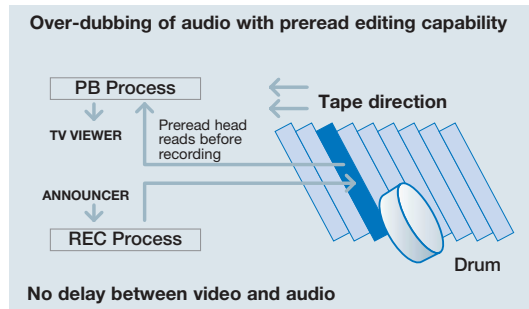 Over-dubbing of audio with preread editing capability
PB Process
TV VIEWER
Preread head
reads before
recording
Tape direction
ANNOUNCER
REC Process
Drum
No delay between video and audio